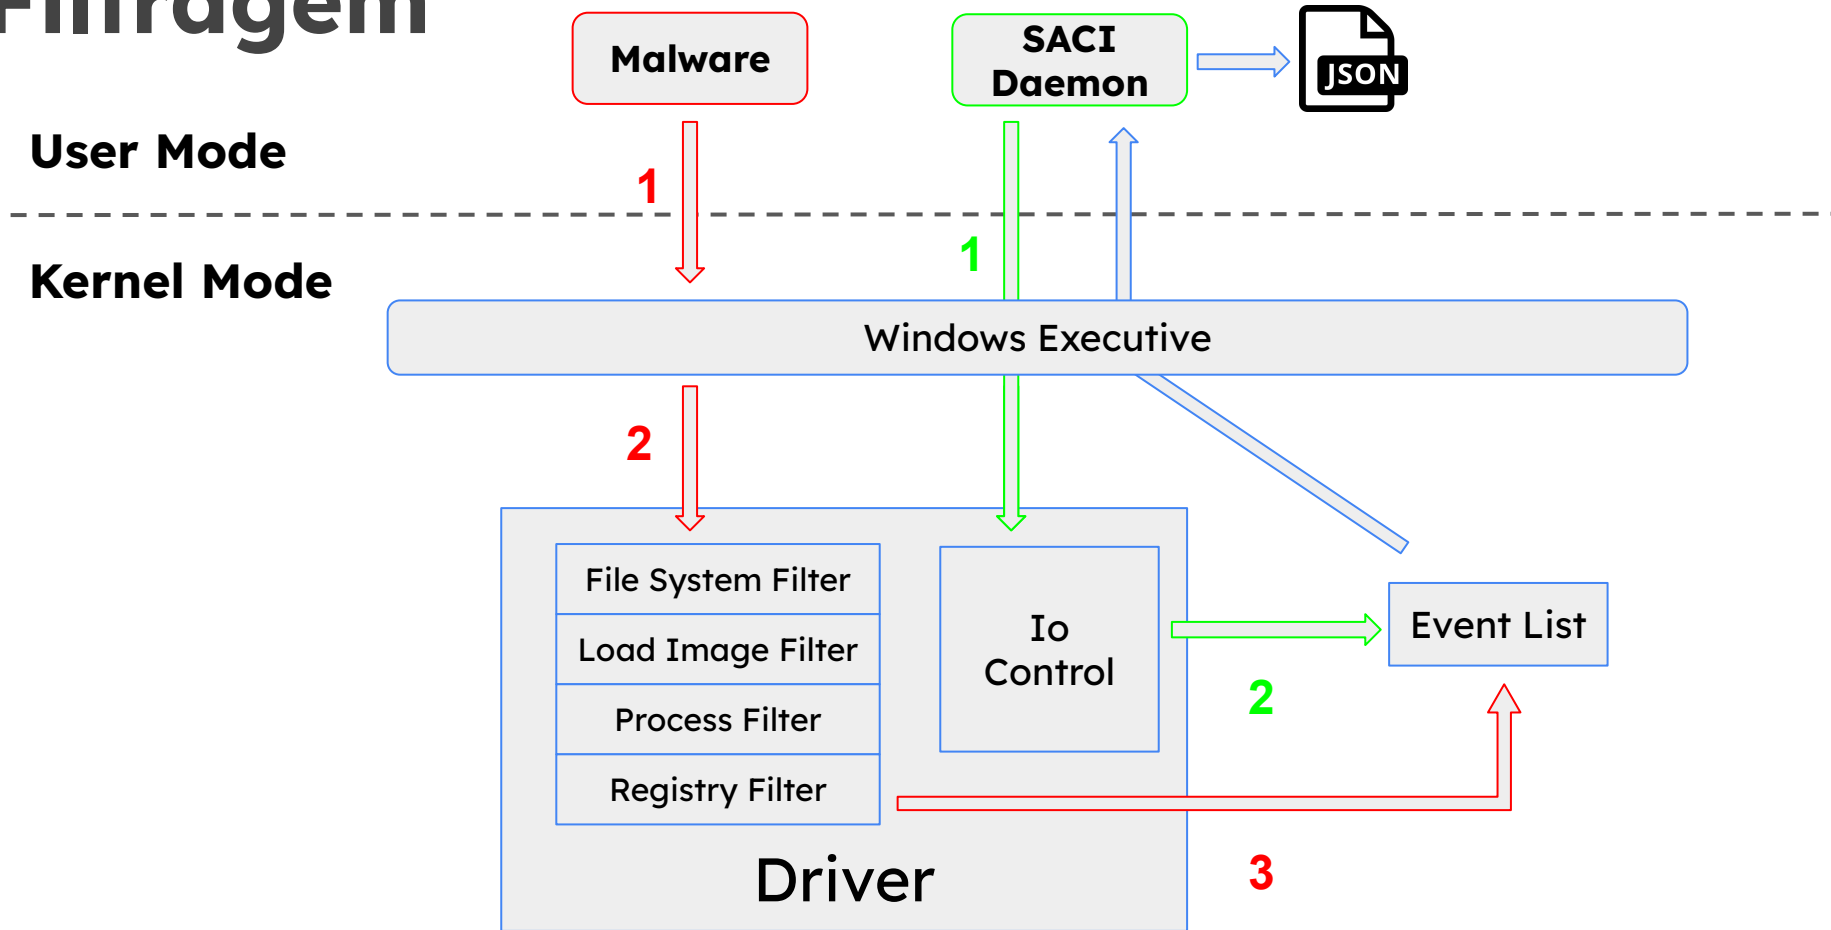 Filtragem
Malware
SACI
Daemon
JSON
User Mode
1
1
Kernel Mode
Windows Executive
2
File System Filter
Load Image Filter
Process Filter
Registry Filter
Io
Control
Event List
2
3
Driver